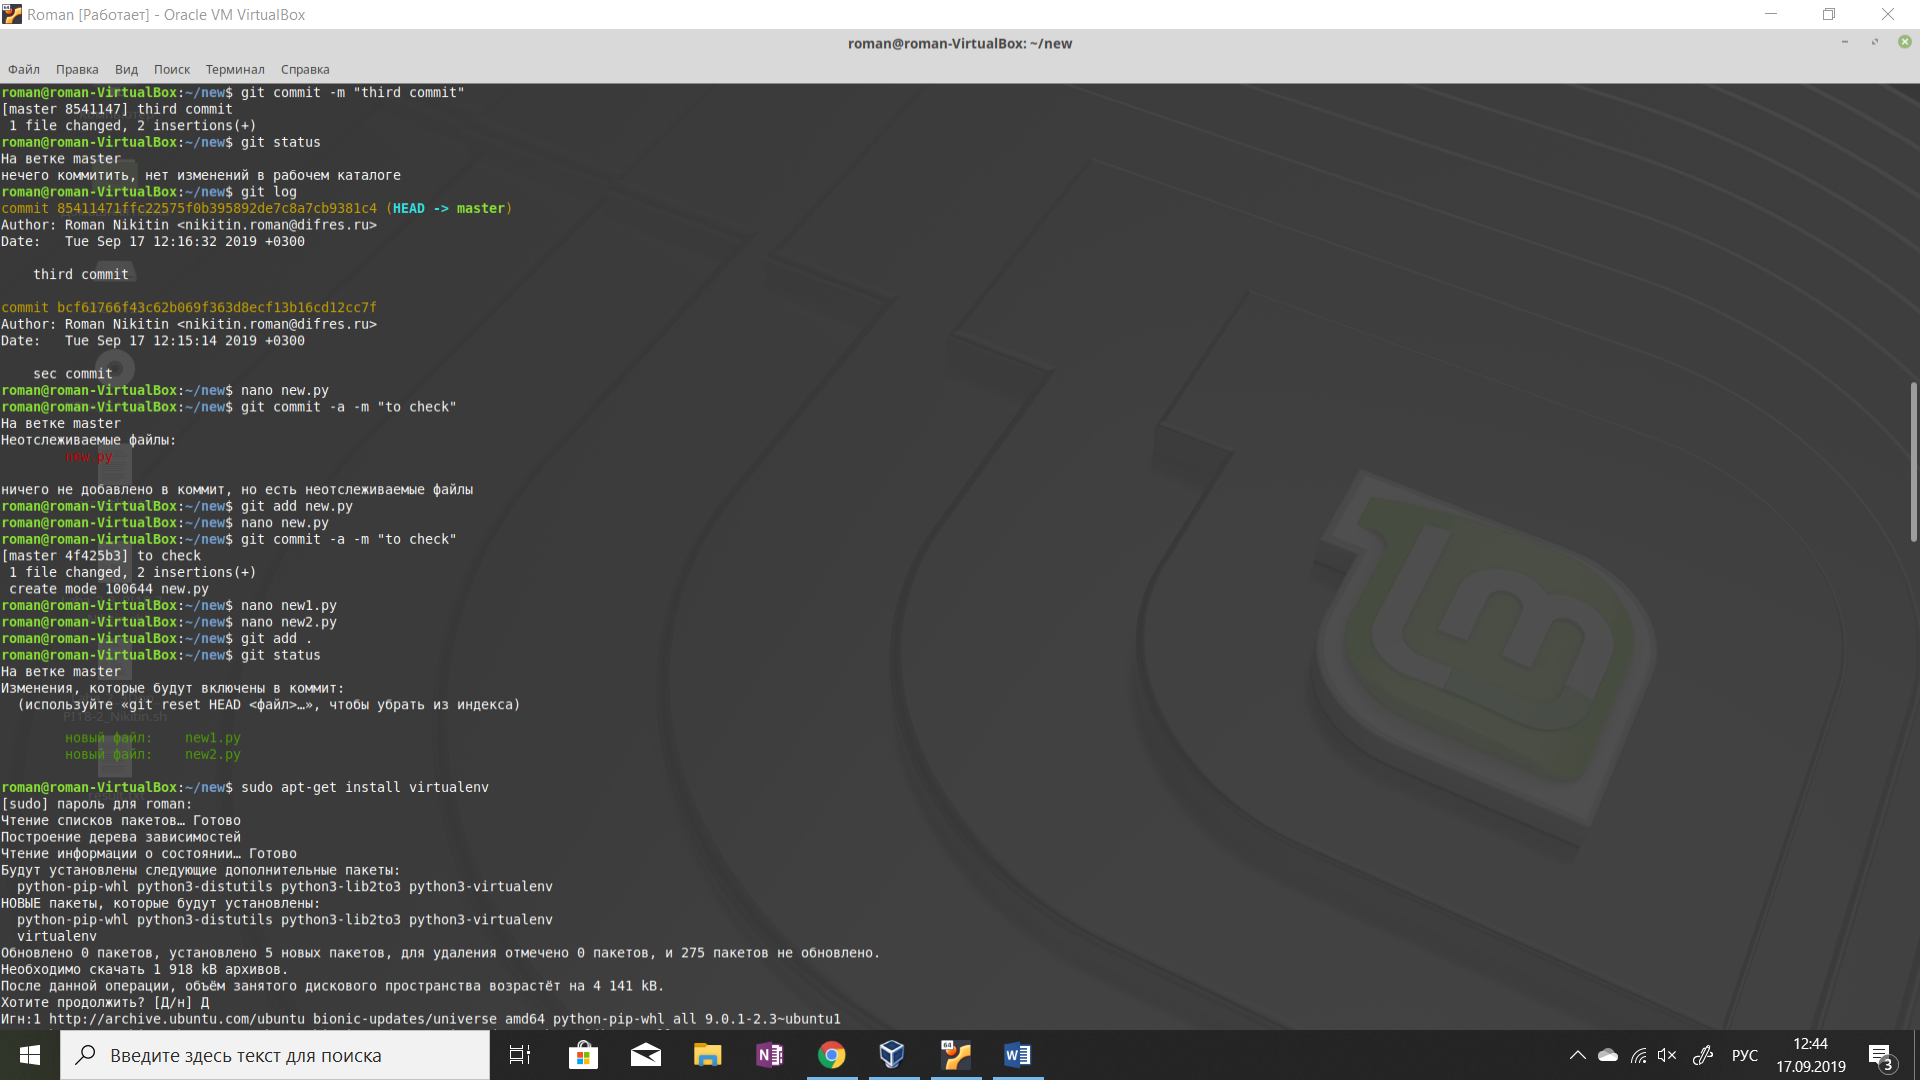 Roman [Работает] - Oracle VM VirtualBox
roman@roman-VirtualBox: ~/new
Файл Правка Вид Поиск Терминал Справка
roman@roman-VirtualBox:~/new$ git commit -m "third commit"
[master 8541147] third commit
 1 file changed, 2 insertions(+)
roman@roman-VirtualBox:~/new$ git status
На ветке master
нечего коммитить, нет изменений в рабочем каталоге
roman@roman-VirtualBox:~/new$ git log
commit 85411471ffc22575f0b395892de7c8a7cb9381c4 (HEAD -> master)
Author: Roman Nikitin <nikitin.roman@difres.ru>
Date:   Tue Sep 17 12:16:32 2019 +0300
    third commit
commit bcf61766f43c62b069f363d8ecf13b16cd12cc7f
Author: Roman Nikitin <nikitin.roman@difres.ru>
Date:   Tue Sep 17 12:15:14 2019 +0300
    sec commit
roman@roman-VirtualBox:~/new$ nano new.py
roman@roman-VirtualBox:~/new$ git commit -a -m "to check"
На ветке master
Неотслеживаемые файлы:
        new.py
ничего не добавлено в коммит, но есть неотслеживаемые файлы
roman@roman-VirtualBox:~/new$ git add new.py
roman@roman-VirtualBox:~/new$ nano new.py
roman@roman-VirtualBox:~/new$ git commit -a -m "to check"
[master 4f425b3] to check
 1 file changed, 2 insertions(+)
 create mode 100644 new.py
roman@roman-VirtualBox:~/new$ nano new1.py
roman@roman-VirtualBox:~/new$ nano new2.py
roman@roman-VirtualBox:~/new$ git add .
roman@roman-VirtualBox:~/new$ git status
На ветке master
Изменения, которые будут включены в коммит:
  (используйте «git reset HEAD <файл>…», чтобы убрать из индекса)
PI18-2_Nikitin.sh
        новый файл:    new1.py
        новый файл:    new2.py
roman@roman-VirtualBox:~/new$ sudo apt-get install virtualenv
[sudo] пароль для roman:
Чтение списков пакетов… Готово
Построение дерева зависимостей
Чтение информации о состоянии… Готово
Будут установлены следующие дополнительные пакеты:
  python-pip-whl python3-distutils python3-lib2to3 python3-virtualenv
НОВЫЕ пакеты, которые будут установлены:
  python-pip-whl python3-distutils python3-lib2to3 python3-virtualenv
  virtualenv
Обновлено 0 пакетов, установлено 5 новых пакетов, для удаления отмечено 0 пакетов, и 275 пакетов не обновлено.
Необходимо скачать 1 918 kB архивов.
После данной операции, объём занятого дискового пространства возрастёт на 4 141 kB.
Хотите продолжить? [Д/н] Д
Игн:1 http://archive.ubuntu.com/ubuntu bionic-updates/universe amd64 python-pip-whl all 9.0.1-2.3~ubuntu1
Введите здесь текст для поиска
РУС
12:44
17.09.2019
3